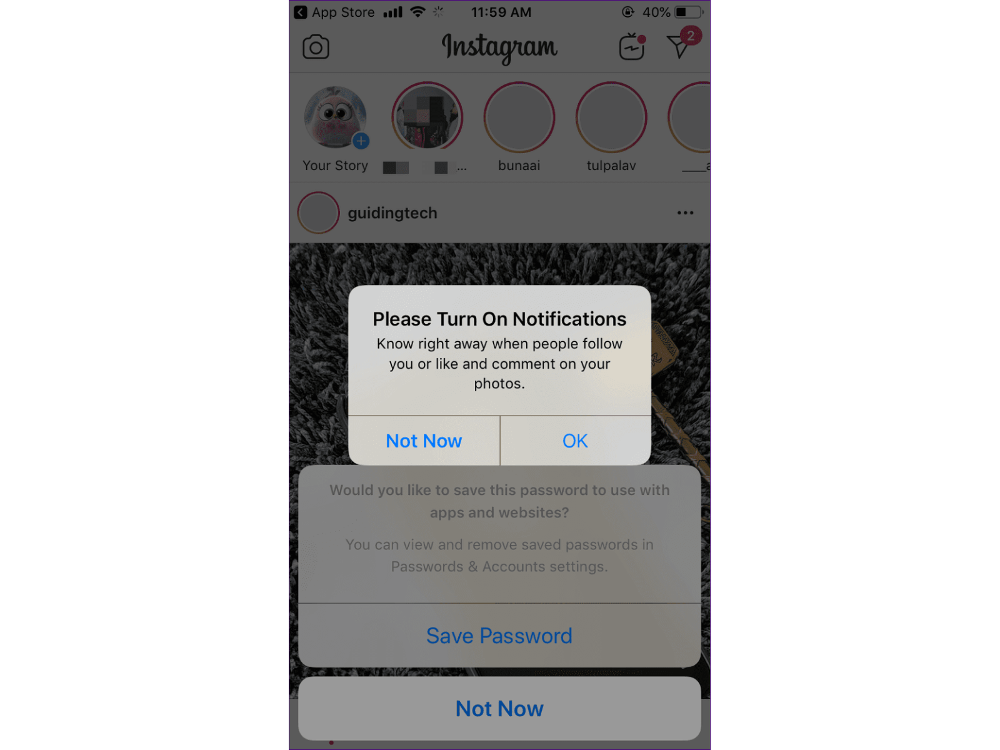 App Store 11:59 AM 40%
Instagram
2
Your Story ... bunaai tulpalav ____a
guidingtech
Please Turn On Notifications
Know right away when people follow
you or like and comment on your
photos.
Not Now OK
Would you like to save this password to use with
apps and websites?
You can view and remove saved passwords in
Passwords & Accounts settings.
Save Password
Not Now